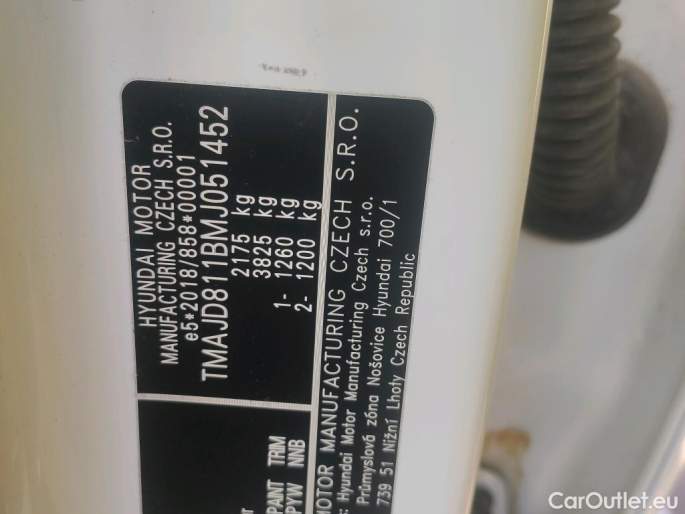 HYUNDAI MOTOR
MANUFACTURING CZECH S.R.O.
e5*2018/858*00001
TMAJD811BMJ051452
2175 kg
3825 kg
1- 1260 kg
2- 1200 kg
PAINT TRIM
PYW NNB
MOTOR MANUFACTURING CZECH S.R.O.
Hyundai Motor Manufacturing Czech s.r.o.
Průmyslová zóna Nošovice Hyundai 700/1
739 51 Nižní Lhoty Czech Republic
CarOutlet.eu